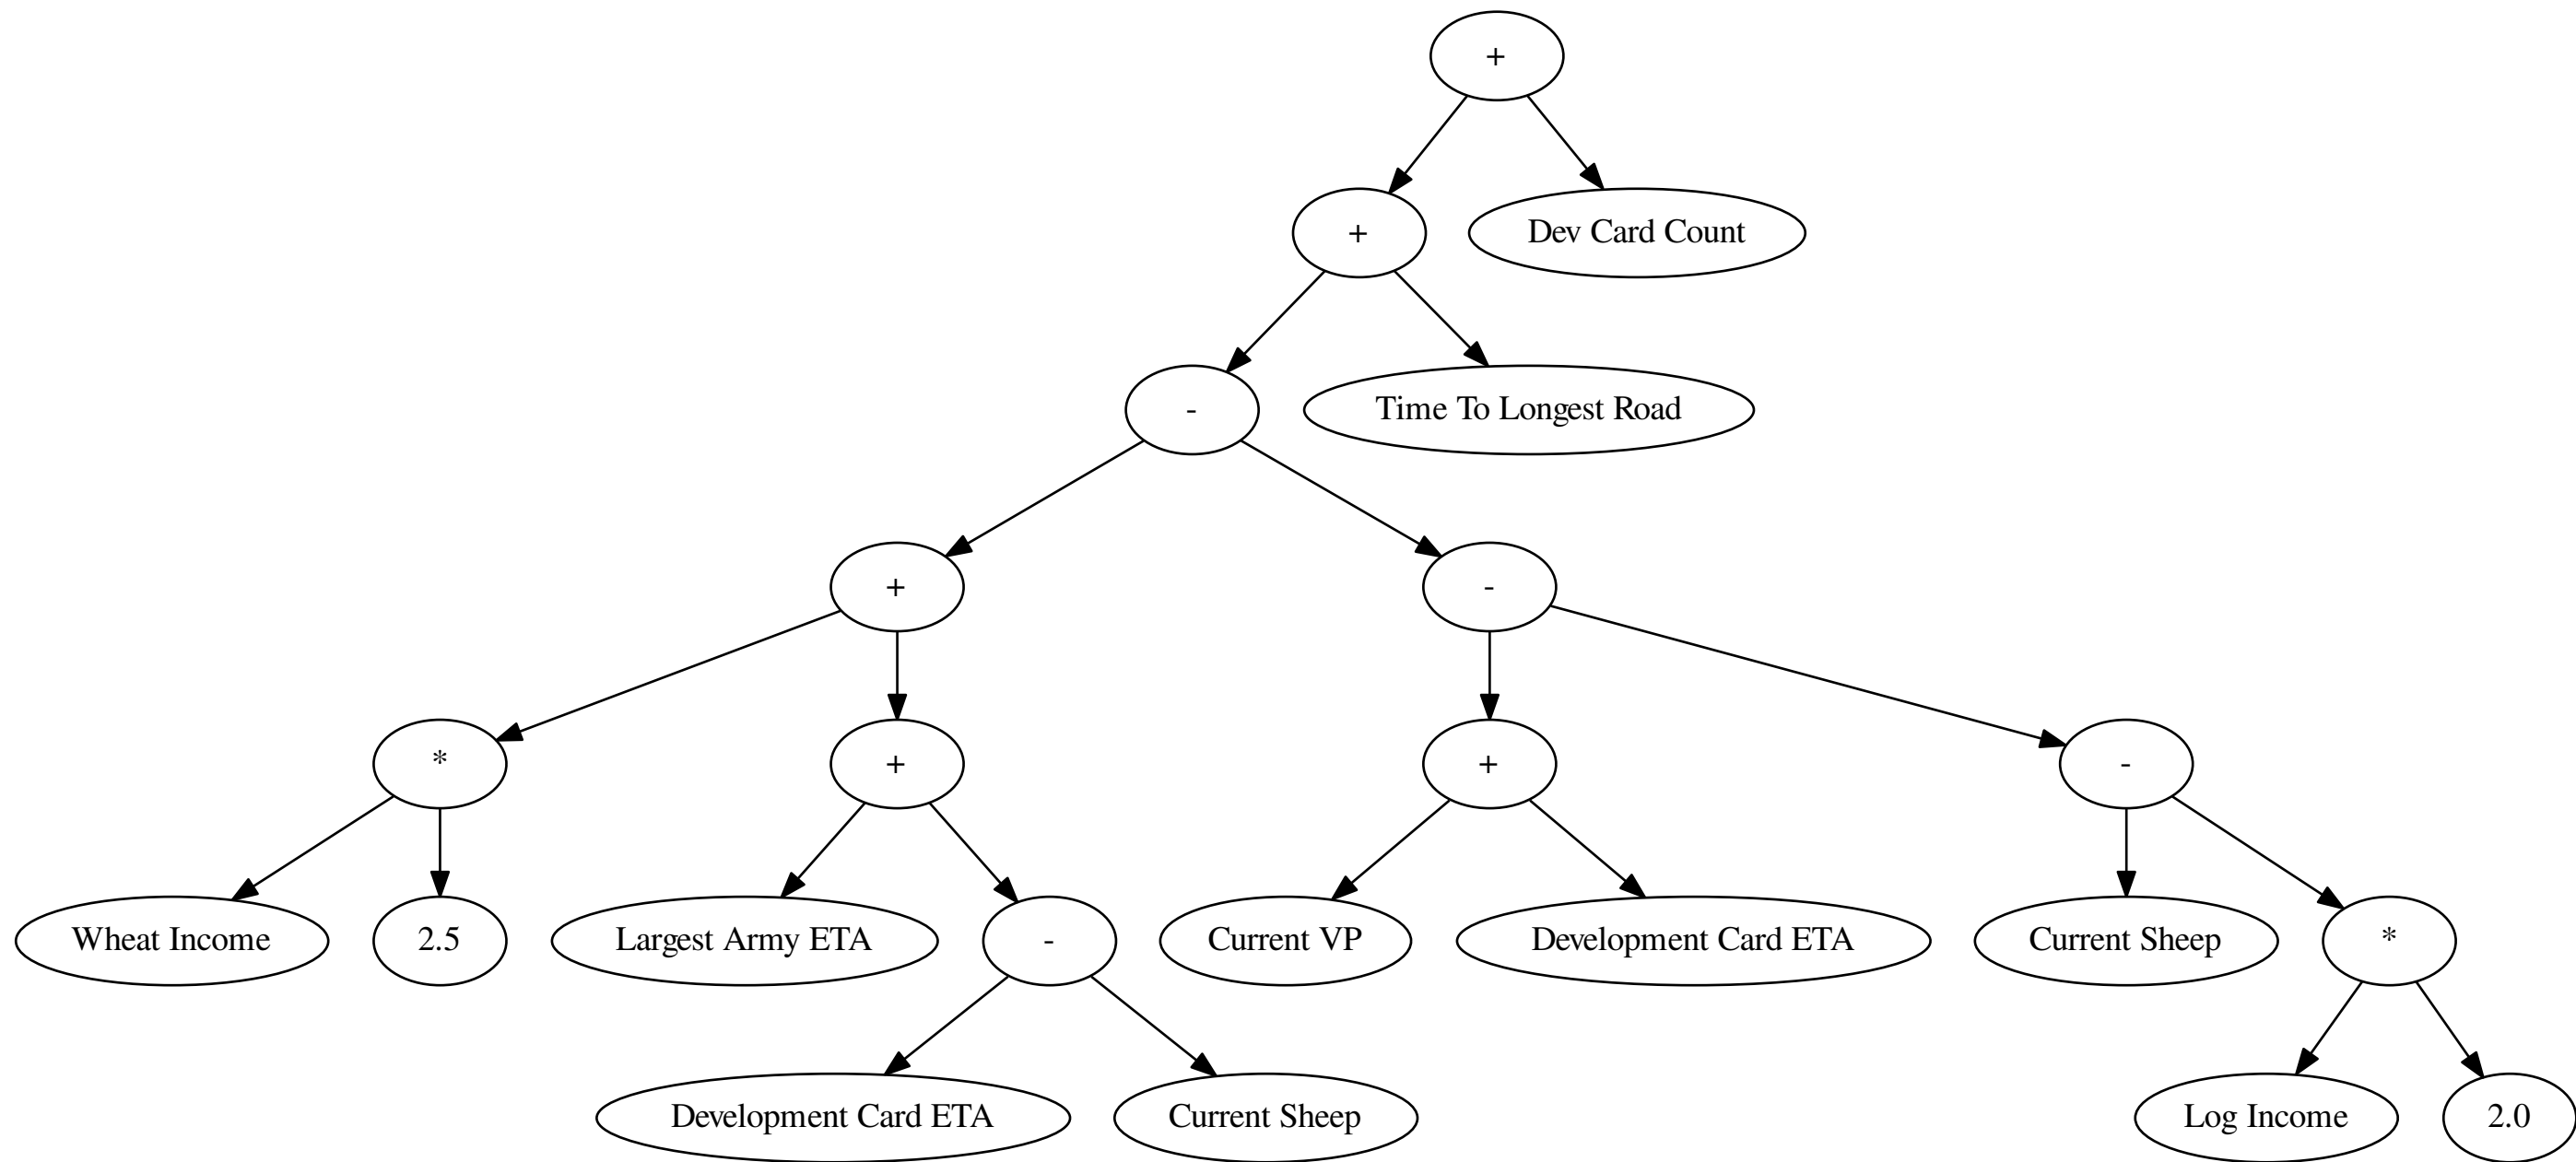 +
+
Dev Card Count
-
Time To Longest Road
+
-
*
+
+
-
Wheat Income
2.5
Largest Army ETA
-
Current VP
Development Card ETA
Current Sheep
*
Development Card ETA
Current Sheep
Log Income
2.0